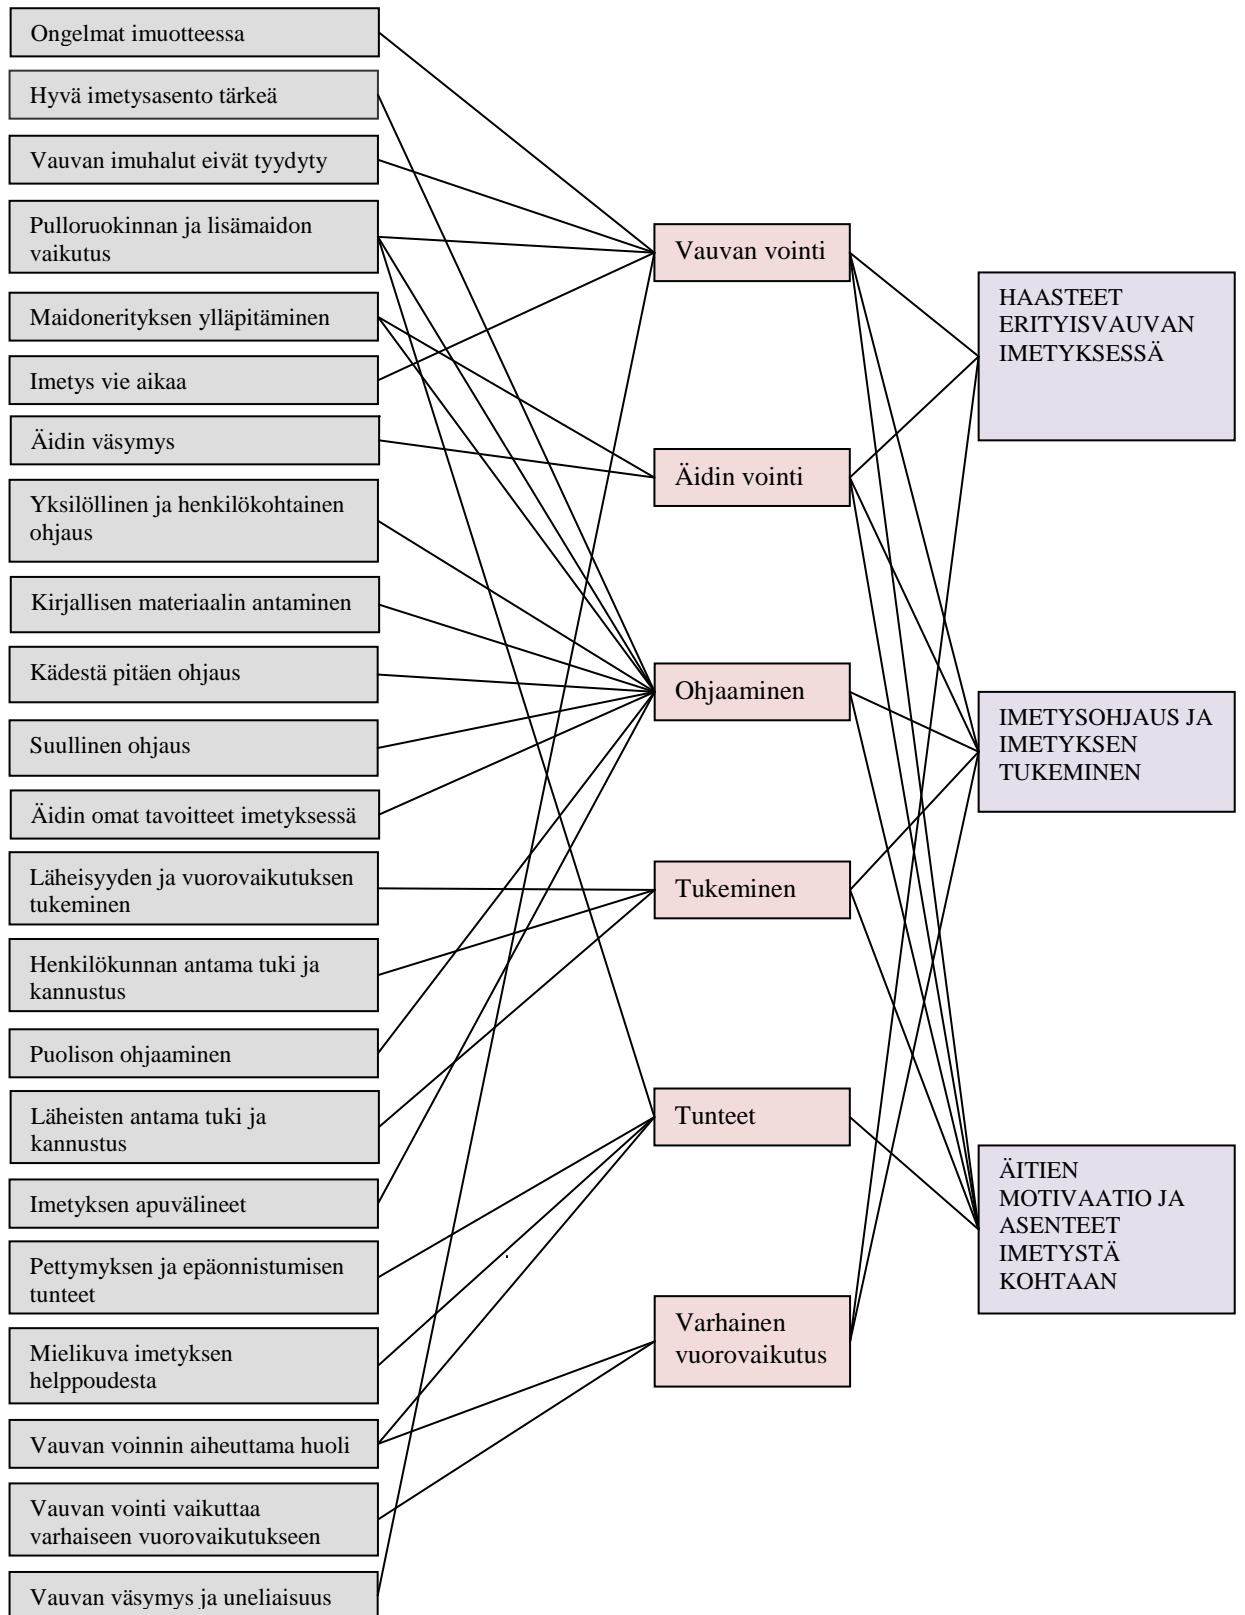 Ongelmat imuotteessa
Hyvä imetysasento tärkeä
Vauvan imuhalut eivät tyydyty
Pulloruokinnan ja lisämaidon
vaikutus
Maidonerityksen ylläpitäminen
Imetys vie aikaa
Äidin väsymys
Yksilöllinen ja henkilökohtainen
ohjaus
Kirjallisen materiaalin antaminen
Kädestä pitäen ohjaus
Suullinen ohjaus
Äidin omat tavoitteet imetyksessä
Läheisyyden ja vuorovaikutuksen
tukeminen
Henkilökunnan antama tuki ja
kannustus
Puolison ohjaaminen
Läheisten antama tuki ja
kannustus
Imetyksen apuvälineet
Pettymyksen ja epäonnistumisen
tunteet
Mielikuva imetyksen
helppoudesta
Vauvan voinnin aiheuttama huoli
Vauvan vointi vaikuttaa
varhaiseen vuorovaikutukseen
Vauvan väsymys ja uneliaisuus
Vauvan vointi
Äidin vointi
Ohjaaminen
Tukeminen
Tunteet
Varhainen
vuorovaikutus
HAASTEET
ERITYISVAUVAN
IMETYKSESSÄ
IMETYSOHJAUS JA
IMETYKSEN
TUKEMINEN
ÄITIEN
MOTIVAATIO JA
ASENTEET
IMETYSTÄ
KOHTAAN